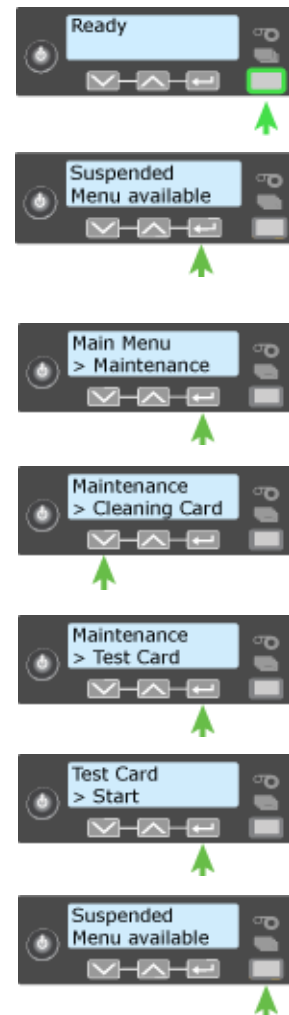 Ready
Suspended
Menu available
Main Menu
> Maintenance
Maintenance
> Cleaning Card
Maintenance
> Test Card
Test Card
> Start
Suspended
Menu available